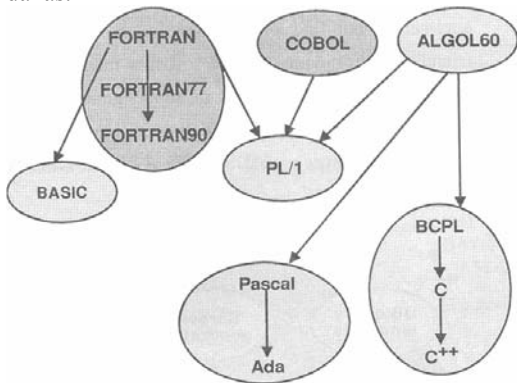 FORTRAN
COBOL
ALGOL60
FORTRAN77
FORTRAN90
PL/1
BASIC
BCPL
Pascal
C
Ada
C++